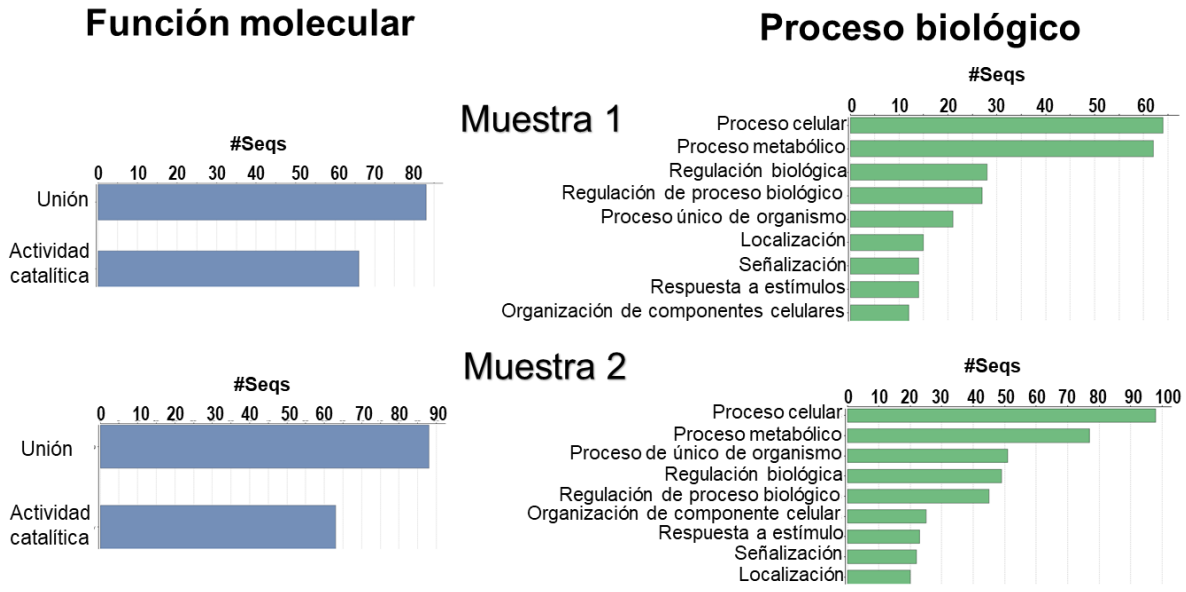 Función molecular
Proceso biológico
Muestra 1
#Seqs
0 10 20 30 40 50 60 70 80
Unión
Actividad
catalítica
#Seqs
0 10 20 30 40 50 60
Proceso celular
Proceso metabólico
Regulación biológica
Regulación de proceso biológico
Proceso único de organismo
Localización
Señalización
Respuesta a estímulos
Organización de componentes celulares
Muestra 2
#Seqs
0 10 20 30 40 50 60 70 80 90
Unión
Actividad
catalítica
#Seqs
0 10 20 30 40 50 60 70 80 90 100
Proceso celular
Proceso metabólico
Proceso de único de organismo
Regulación biológica
Regulación de proceso biológico
Organización de componente celular
Respuesta a estímulo
Señalización
Localización